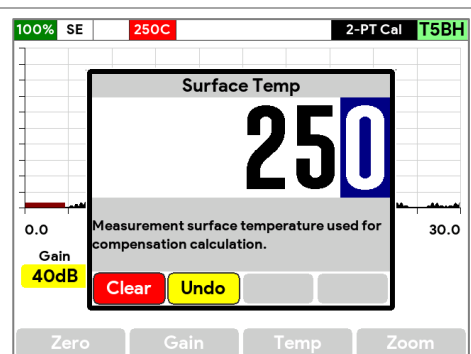 100% SE 250C 2-PT Cal T5BH
Surface Temp
250
0.0 30.0
Measurement surface temperature used for
compensation calculation.
Gain
40dB
Clear Undo
Zero Gain Temp Zoom